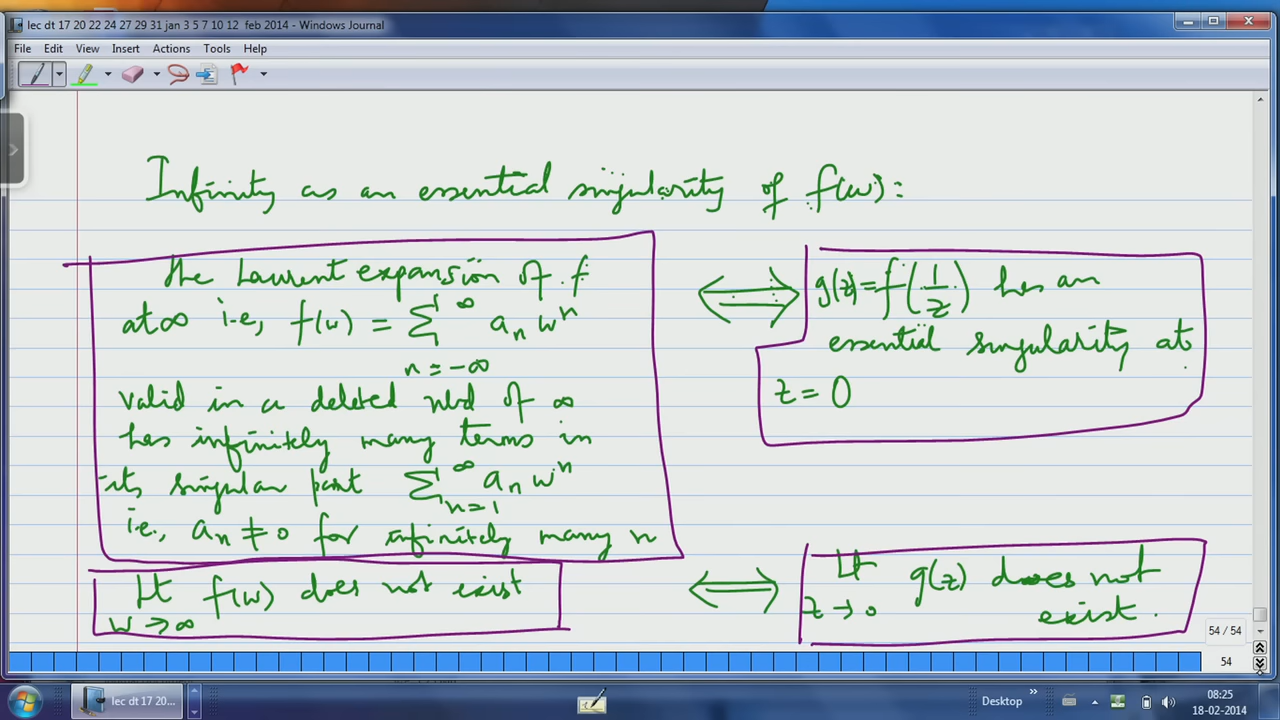 lec dt 17 20 22 24 27 29 31 jan 3 5 7 10 12 feb 2014 - Windows Journal
File Edit View Insert Actions Tools Help
Infinity as an essential singularity of f(w):
the Laurent expansion of f
at ∞ i.e, f(w) = ∑_{n=-∞}^{∞} a_n w^n
valid in a deleted nbd of ∞
has infinitely many terms in
its singular part ∑_{n=1}^{∞} a_n w^n
i.e., a_n ≠ 0 for infinitely many n
⟺
g(z) = f(1/z) has an
essential singularity at
z = 0
Lt_{w→∞} f(w) does not exist
⟺
Lt_{z→0} g(z) does not
exist.
54 / 54
54
lec dt 17 20...
Desktop
08:25
18-02-2014